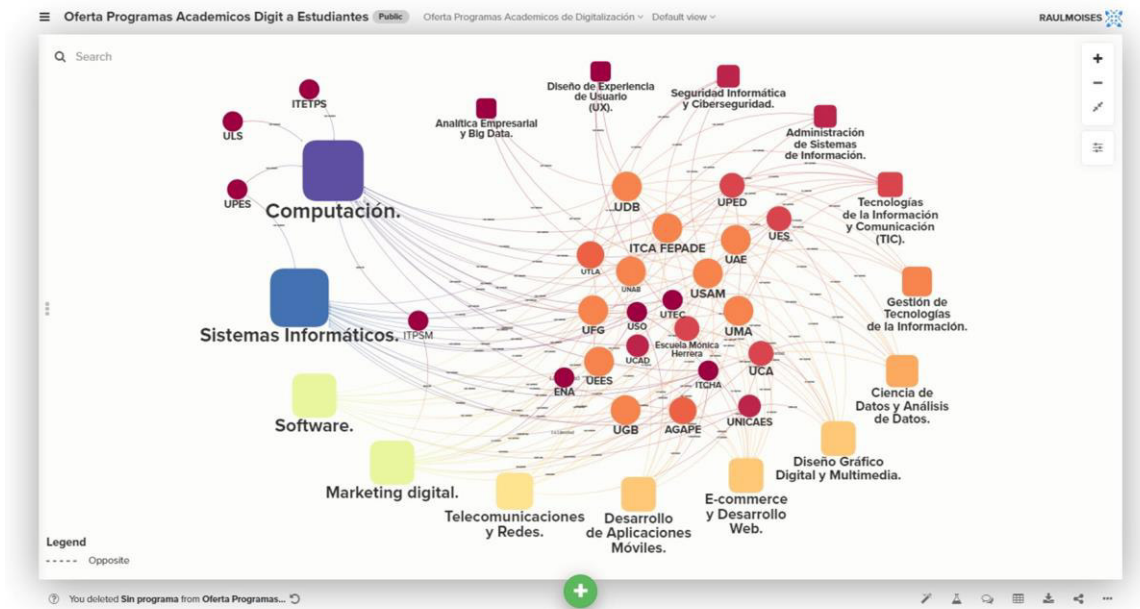 Oferta Programas Academicos Digit a Estudiantes Public Oferta Programas Academicos de Digitalización Default view RAULMOISES
Search
ITETPS
ULS
UPES
Computación.
Sistemas Informáticos.
ITPSM
Software.
Marketing digital.
Analítica Empresarial
y Big Data.
Diseño de Experiencia
de Usuario
(UX).
Seguridad Informática
y Ciberseguridad.
Administración
de Sistemas
de Información.
Tecnologías
de la Información
y Comunicación
(TIC).
Gestión de
Tecnologías
de la Información.
Ciencia de
Datos y Análisis
de Datos.
Diseño Gráfico
Digital y Multimedia.
E-commerce
y Desarrollo
Web.
Desarrollo
de Aplicaciones
Móviles.
Telecomunicaciones
y Redes.
UDB
UPED
UES
ITCA FEPADE
UAE
UTLA
UNAB
USAM
UFG
USO
UTEC
UMA
Escuela Mónica
Herrera
UCAD
UCA
UEES
ENA
ITCHA
UGB
AGAPE
UNICAES
Legend
Opposite
You deleted Sin programa from Oferta Programas...